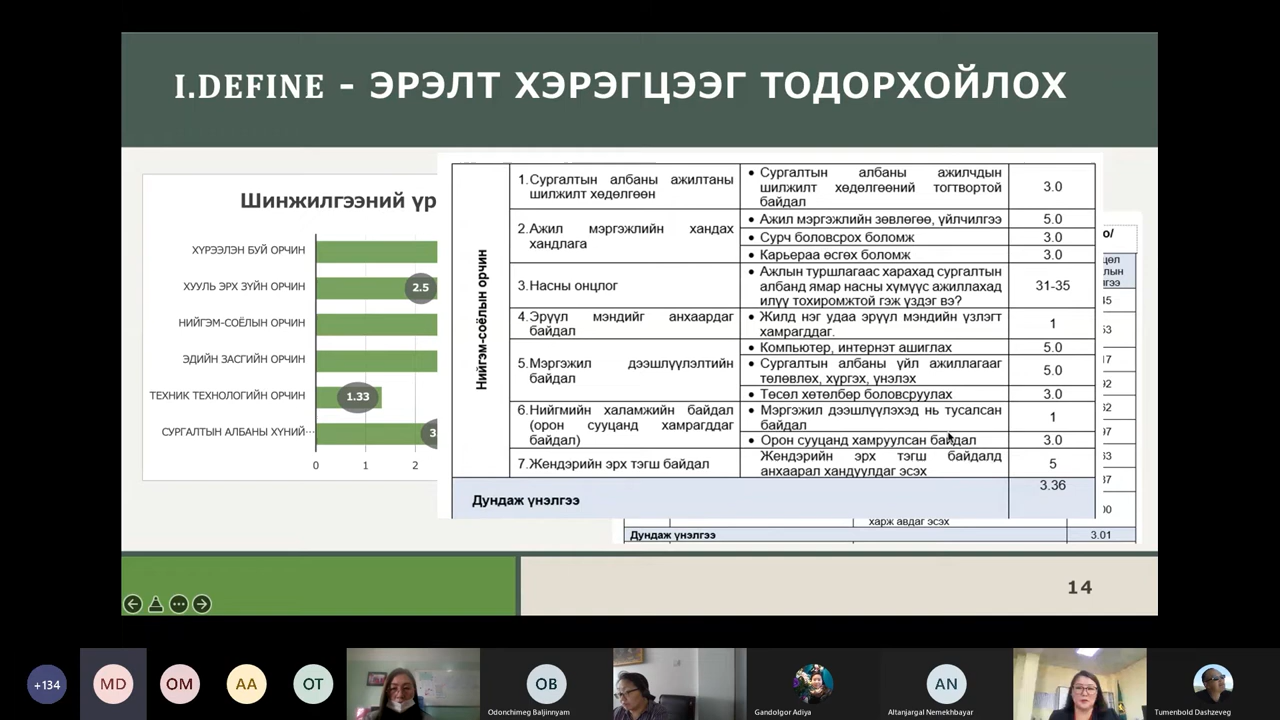 I.DEFINE - ЭРЭЛТ ХЭРЭГЦЭЭГ ТОДОРХОЙЛОХ
Шинжилгээний үр
ХҮРЭЭЛЭН БУЙ ОРЧИН
ХУУЛЬ ЭРХ ЗҮЙН ОРЧИН
2.5
НИЙГЭМ-СОЁЛЫН ОРЧИН
ЭДИЙН ЗАСГИЙН ОРЧИН
ТЕХНИК ТЕХНОЛОГИЙН ОРЧИН
1.33
СУРГАЛТЫН АЛБАНЫ ХҮНИЙ...
3
0 1 2
Нийгэм-соёлын орчин
1.Сургалтын албаны ажилтаны
шилжилт хөдөлгөөн
• Сургалтын албаны ажилчдын
шилжилт хөдөлгөөний тогтвортой
байдал
3.0
2.Ажил мэргэжлийн хандах
хандлага
• Ажил мэргэжлийн зөвлөгөө, үйлчилгээ
5.0
• Сурч боловсрох боломж
3.0
• Карьераа өсгөх боломж
3.0
3.Насны онцлог
• Ажлын туршлагаас харахад сургалтын
албанд ямар насны хүмүүс ажиллахад
илүү тохиромжтой гэж үздэг вэ?
31-35
4.Эрүүл мэндийг анхаардаг
байдал
• Жилд нэг удаа эрүүл мэндийн үзлэгт
хамрагддаг.
1
5.Мэргэжил дээшлүүлэлтийн
байдал
• Компьютер, интернэт ашиглах
5.0
• Сургалтын албаны үйл ажиллагааг
төлөвлөх, хүргэх, үнэлэх
5.0
• Төсөл хөтөлбөр боловсруулах
3.0
6.Нийгмийн халамжийн байдал
(орон сууцанд хамрагддаг
байдал)
• Мэргэжил дээшлүүлэхэд нь тусалсан
байдал
1
• Орон сууцанд хамруулсан байдал
3.0
7.Жендэрийн эрх тэгш байдал
Жендэрийн эрх тэгш байдалд
анхаарал хандуулдаг эсэх
5
Дундаж үнэлгээ
3.36
харж авдаг эсэх
Дундаж үнэлгээ
3.01
14
+134
MD
OM
AA
OT
OB
Odonchimeg Baljinnyam
Gandolgor Adiya
AN
Altanjargal Nemekhbayar
Tumenbold Dashzeveg